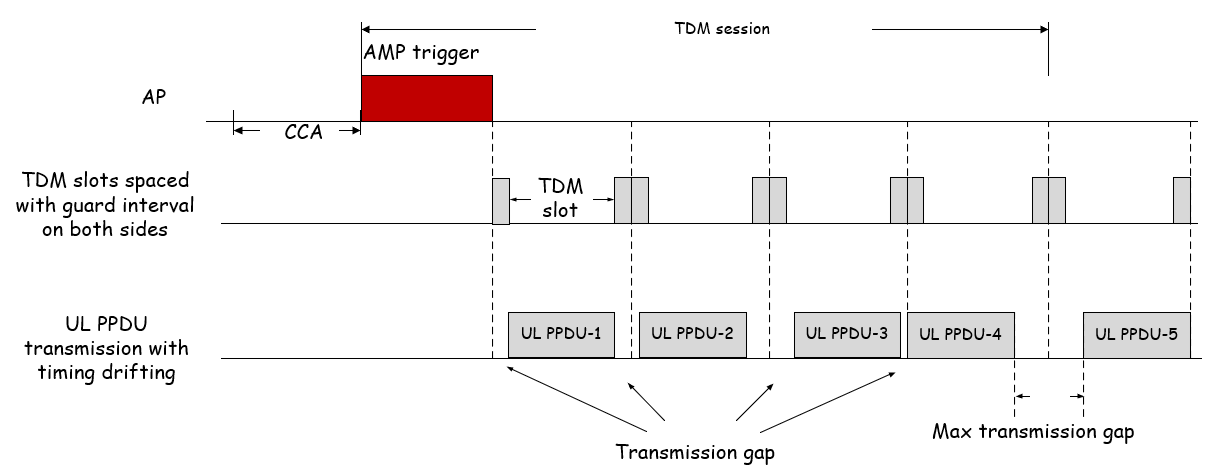 TDM session
AMP trigger
AP
CCA
TDM slots spaced
with guard interval
on both sides
TDM
slot
UL PPDU
transmission with
timing drifting
UL PPDU-1
UL PPDU-2
UL PPDU-3
UL PPDU-4
UL PPDU-5
Transmission gap
Max transmission gap